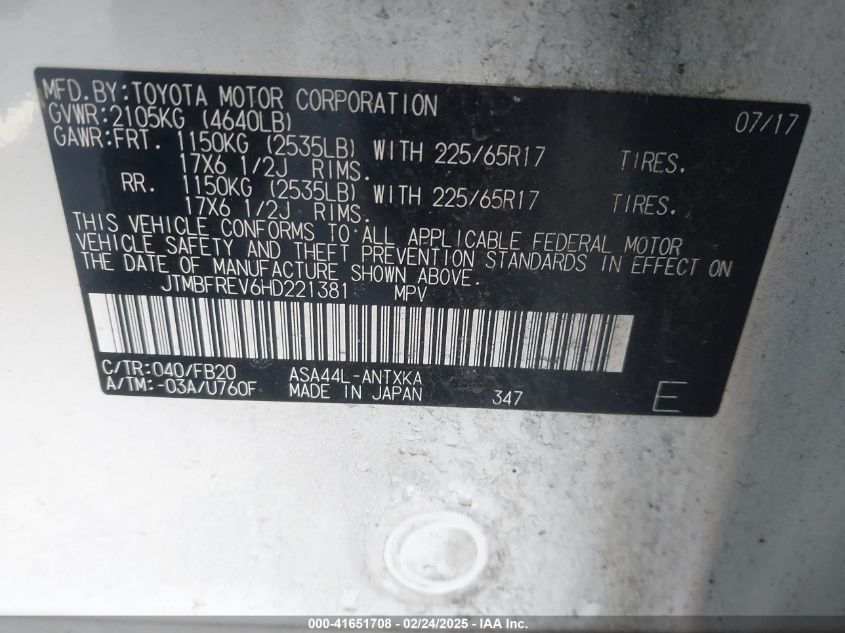 MFD. BY: TOYOTA MOTOR CORPORATION 07/17
GVWR: 2105KG (4640LB)
GAWR: FRT. 1150KG (2535LB) WITH 225/65R17 TIRES.
17X6 1/2J RIMS.
RR. 1150KG (2535LB) WITH 225/65R17 TIRES.
17X6 1/2J RIMS.
THIS VEHICLE CONFORMS TO ALL APPLICABLE FEDERAL MOTOR
VEHICLE SAFETY AND THEFT PREVENTION STANDARDS IN EFFECT ON
THE DATE OF MANUFACTURE SHOWN ABOVE.
JTMBFREV6HD221381 MPV
C/TR: 040/FB20 ASA44L-ANTXKA
A/TM: -03A/U760F MADE IN JAPAN 347 E
000-41651708 - 02/24/2025 - IAA, Inc.